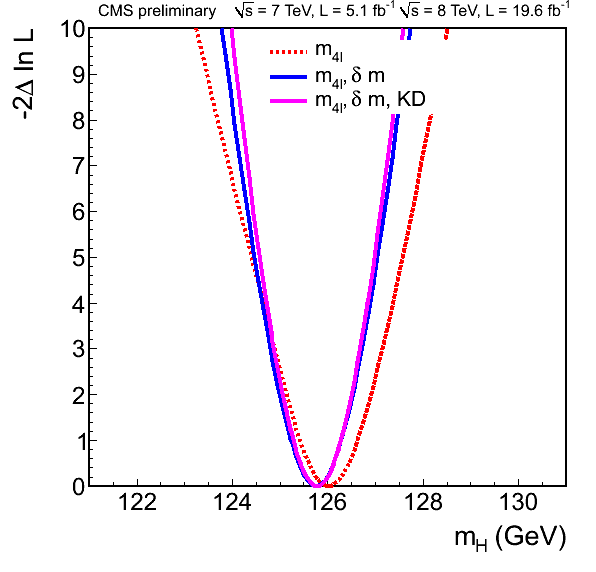 CMS preliminary √s = 7 TeV, L = 5.1 fb⁻¹ √s = 8 TeV, L = 19.6 fb⁻¹
-2Δ ln L
10
9
8
7
6
5
4
3
2
1
0
m₄ₗ
m₄ₗ, δ m
m₄ₗ, δ m, KD
122 124 126 128 130
m_H (GeV)